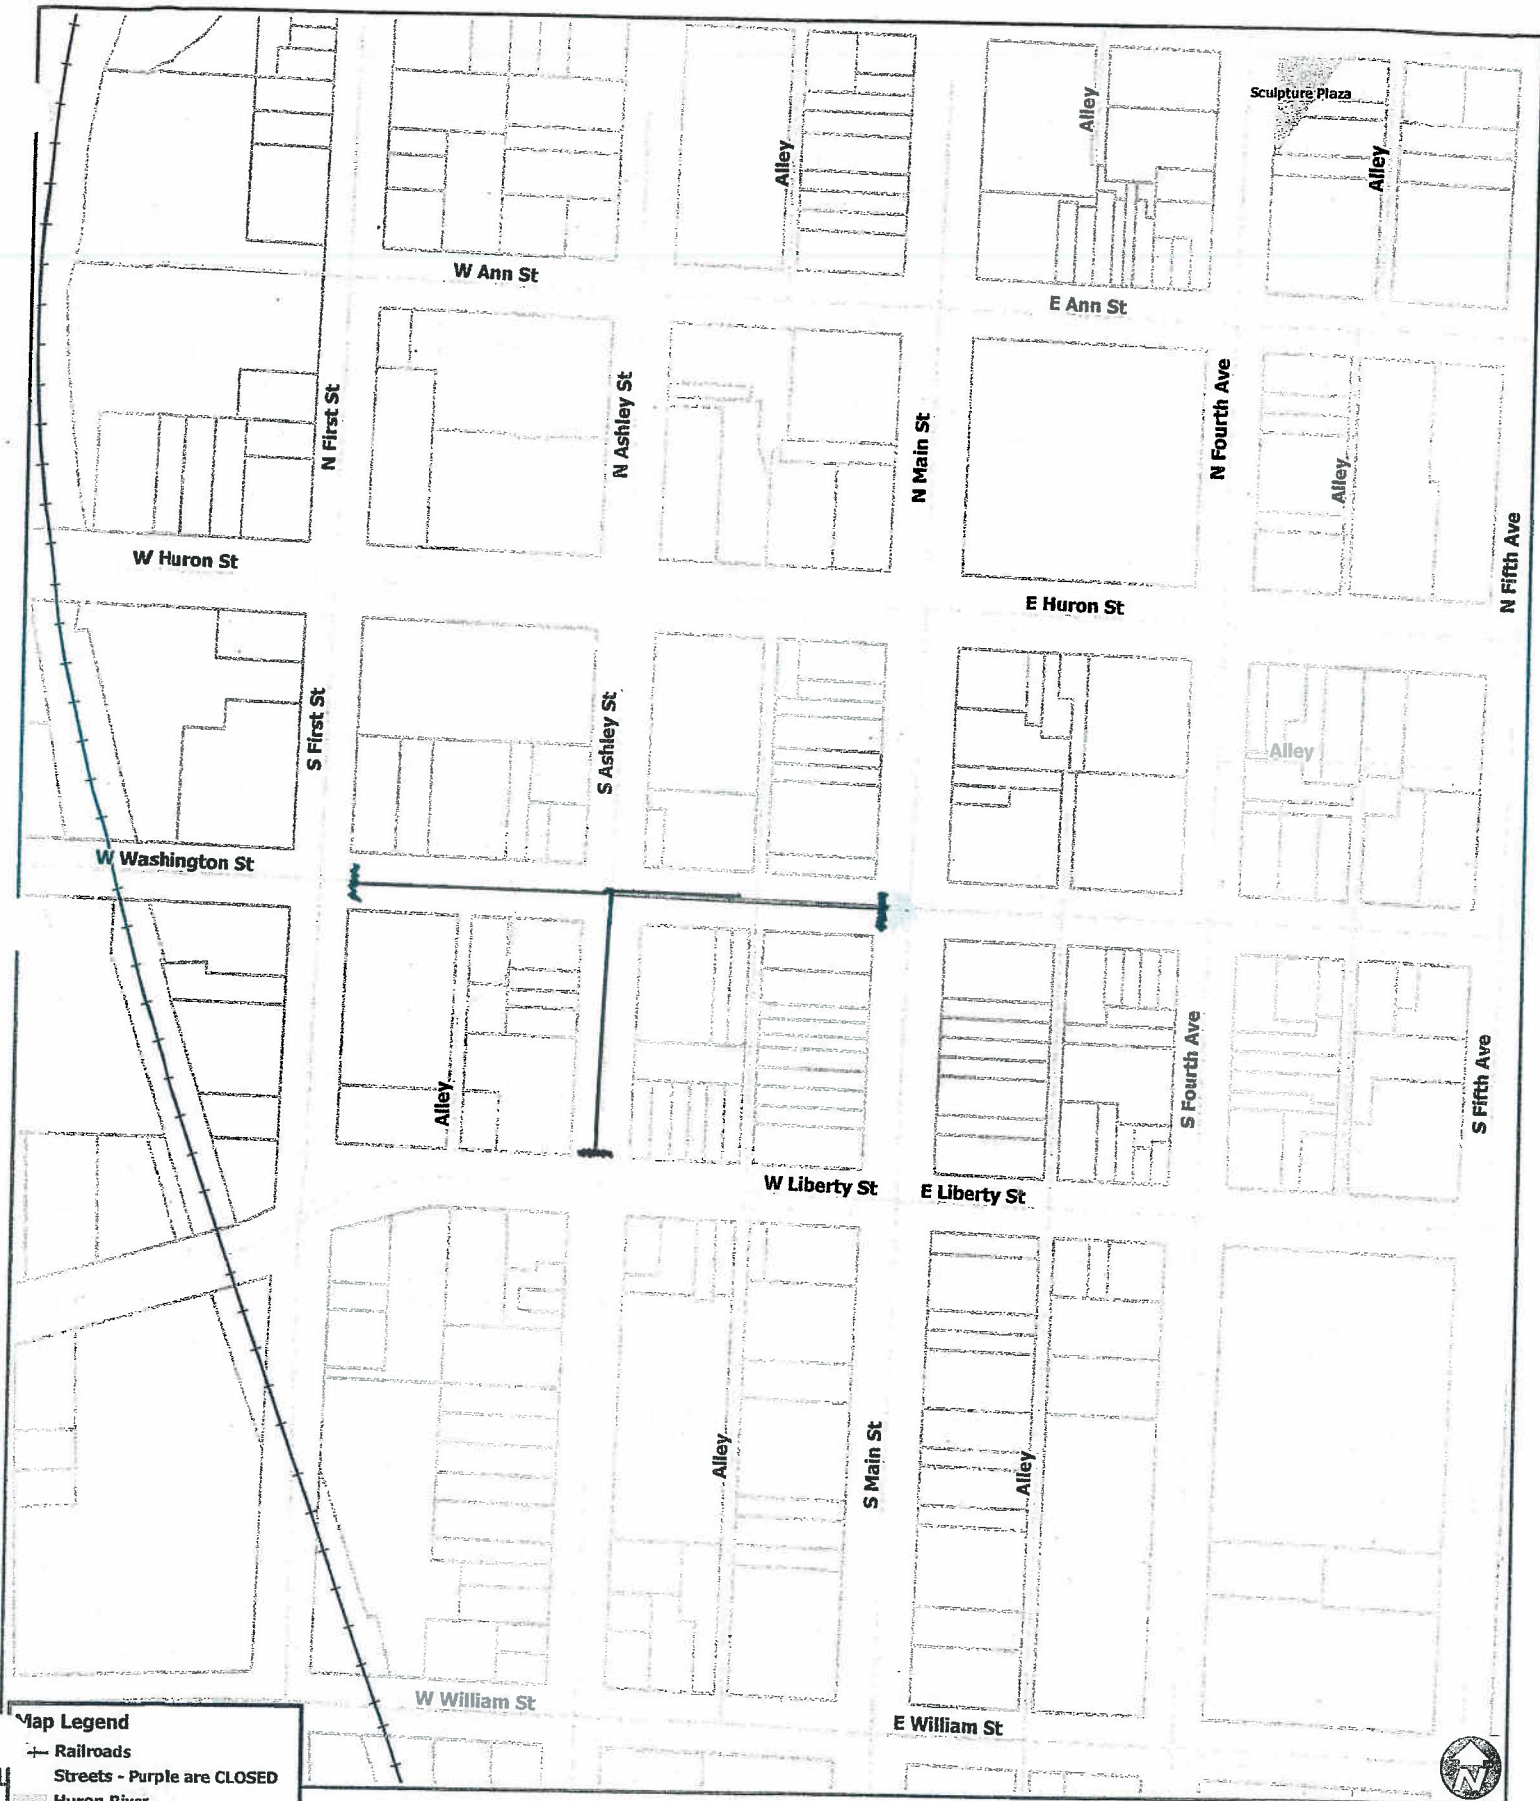 Sculpture Plaza
Alley
Alley
Alley
W Ann St
E Ann St
N First St
N Ashley St
N Main St
N Fourth Ave
Alley
N Fifth Ave
W Huron St
E Huron St
S First St
S Ashley St
Alley
W Washington St
Alley
S Fourth Ave
S Fifth Ave
W Liberty St
E Liberty St
Alley
S Main St
Alley
W William St
E William St
Map Legend
Railroads
Streets - Purple are CLOSED
Huron River
N